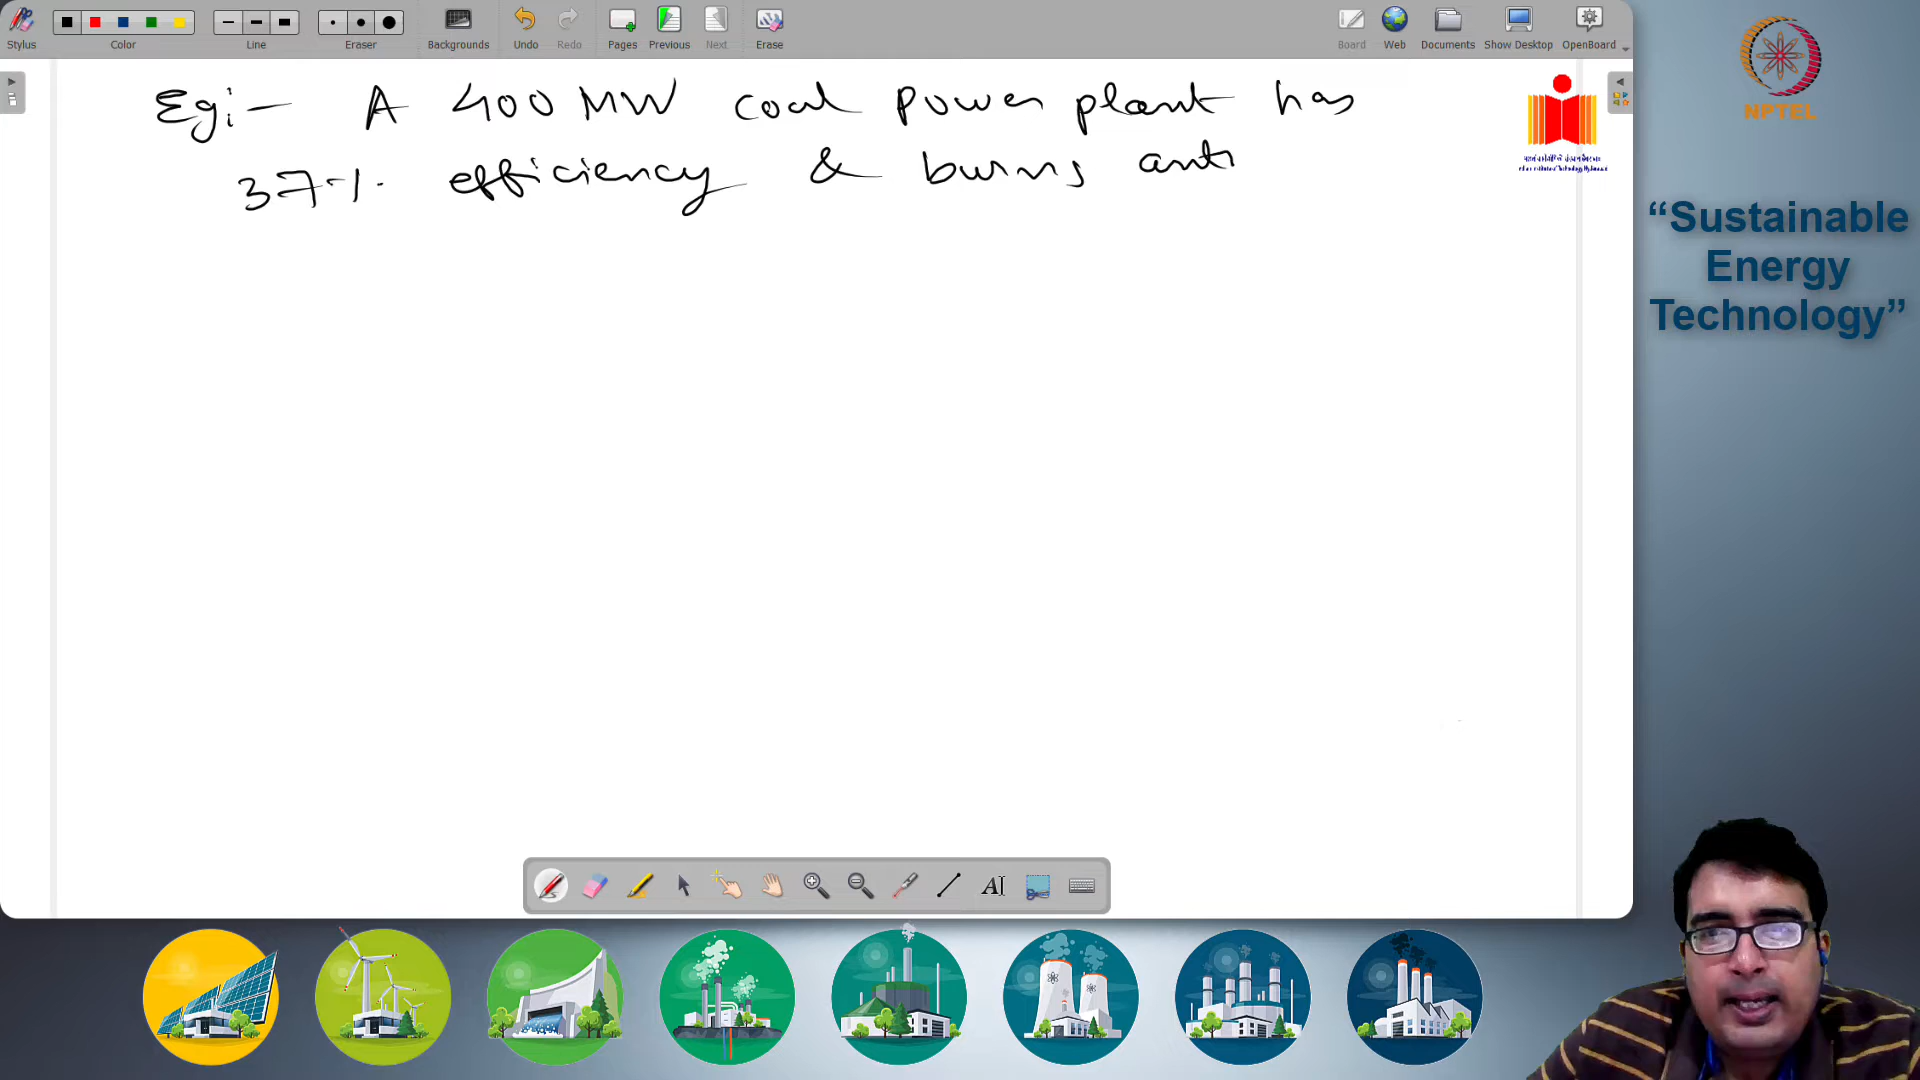 Stylus
Color
Line
Eraser
Backgrounds
Undo
Redo
Pages
Previous
Next
Erase
Board
Web
Documents
Show Desktop
OpenBoard
Eg:- A 400 MW coal power plant has
37% efficiency & burns anti
NPTEL
“Sustainable
Energy
Technology”